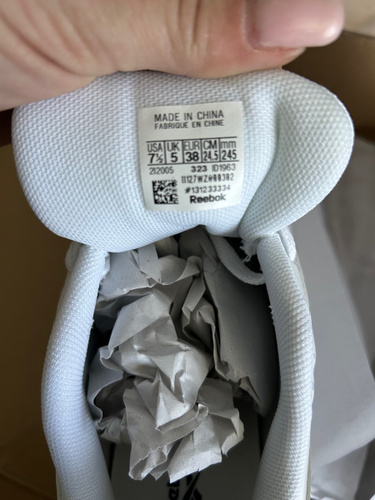 MADE IN CHINA
FABRIQUE EN CHINE
USA UK EUR CM mm
7½ 5 38 24.5 245
212005 323 ID1963
11127WZH00302
#131233334
Reebok